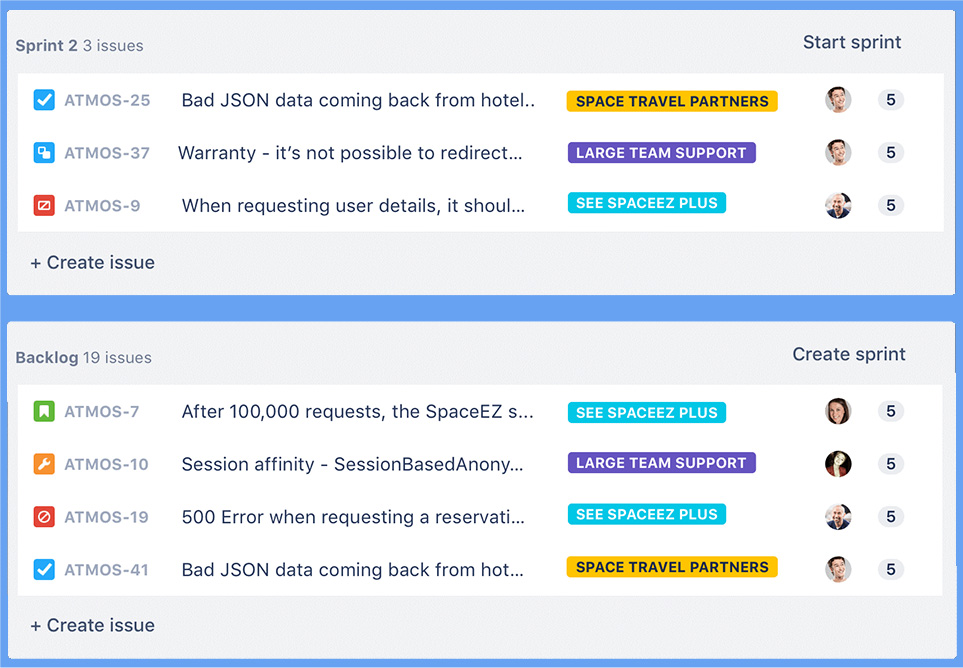 Sprint 2 3 issues Start sprint
ATMOS-25 Bad JSON data coming back from hotel.. SPACE TRAVEL PARTNERS 5
ATMOS-37 Warranty - it’s not possible to redirect... LARGE TEAM SUPPORT 5
ATMOS-9 When requesting user details, it shoul... SEE SPACEEZ PLUS 5
+ Create issue
Backlog 19 issues Create sprint
ATMOS-7 After 100,000 requests, the SpaceEZ s... SEE SPACEEZ PLUS 5
ATMOS-10 Session affinity - SessionBasedAnony... LARGE TEAM SUPPORT 5
ATMOS-19 500 Error when requesting a reservati... SEE SPACEEZ PLUS 5
ATMOS-41 Bad JSON data coming back from hot... SPACE TRAVEL PARTNERS 5
+ Create issue